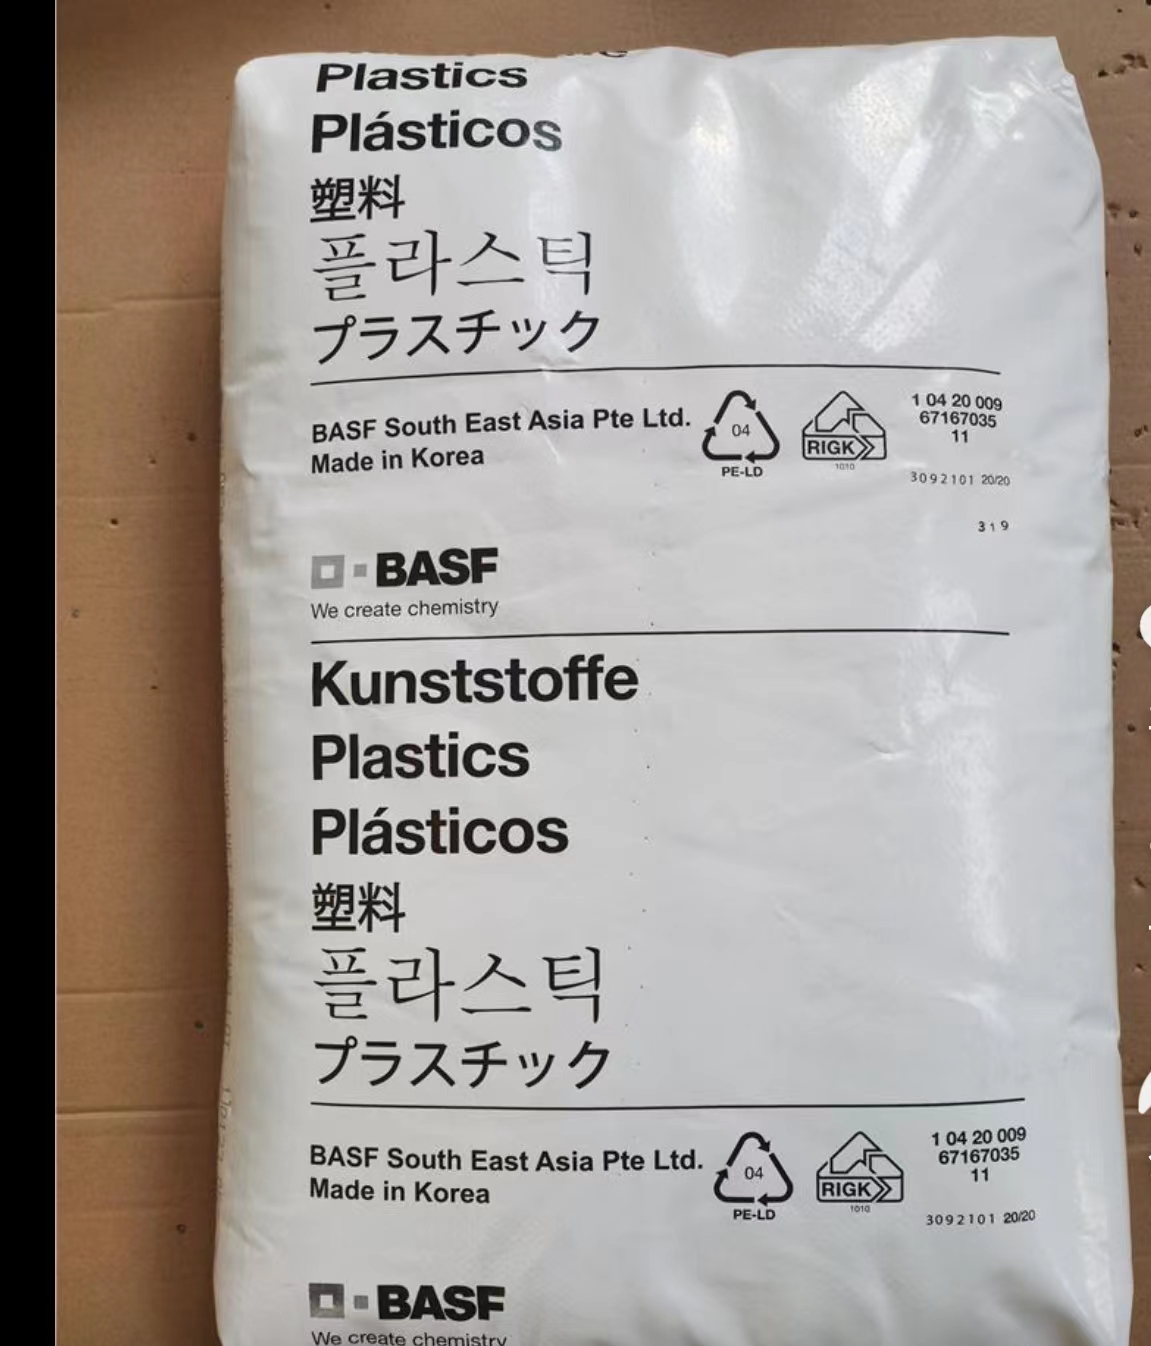 Plastics
Plásticos
塑料
플라스틱
プラスチック
BASF South East Asia Pte Ltd.
Made in Korea
04
PE-LD
RIGK
1010
1 04 20 009
67167035
11
3092101 20/20
319
BASF
We create chemistry
Kunststoffe
Plastics
Plásticos
塑料
플라스틱
プラスチック
BASF South East Asia Pte Ltd.
Made in Korea
04
PE-LD
RIGK
1010
1 04 20 009
67167035
11
3092101 20/20
BASF
We create chemistry